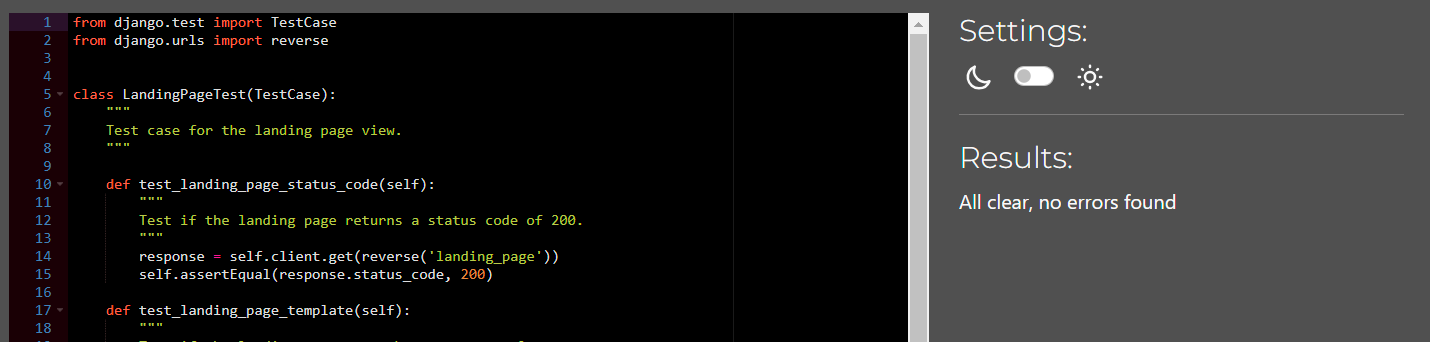 1 from django.test import TestCase
2 from django.urls import reverse
3
4
5 class LandingPageTest(TestCase):
6 """
7 Test case for the landing page view.
8 """
9
10 def test_landing_page_status_code(self):
11 """
12 Test if the landing page returns a status code of 200.
13 """
14 response = self.client.get(reverse('landing_page'))
15 self.assertEqual(response.status_code, 200)
16
17 def test_landing_page_template(self):
18 """
Settings:
Results:
All clear, no errors found